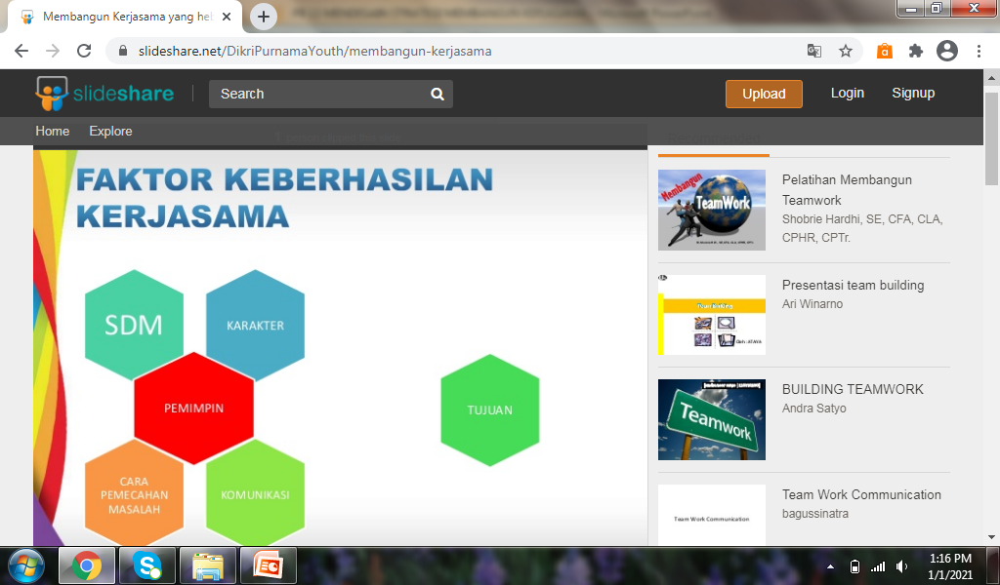 Membangun Kerjasama yang he
slideshare.net/DikriPurnamaYouth/membangun-kerjasama
slideshare
Search
Upload
Login
Signup
Home
Explore
FAKTOR KEBERHASILAN
KERJASAMA
SDM
KARAKTER
PEMIMPIN
TUJUAN
CARA
PEMECAHAN
MASALAH
KOMUNIKASI
Membangun
TeamWork
Pelatihan Membangun
Teamwork
Shobrie Hardhi, SE, CFA, CLA,
CPHR, CPTr.
Presentasi team building
Ari Winarno
Teamwork
BUILDING TEAMWORK
Andra Satyo
Team Work Communication
Team Work Communication
bagussinatra
1:16 PM
1/1/2021